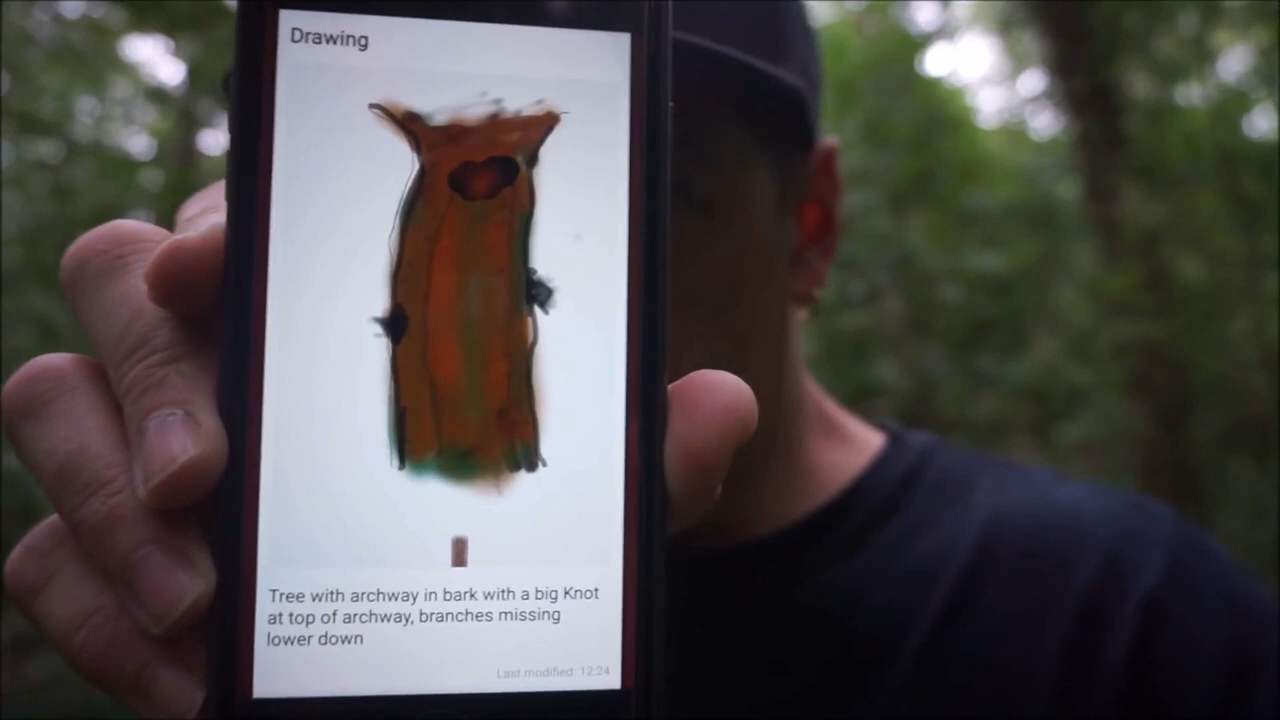 Drawing
Tree with archway in bark with a big Knot
at top of archway, branches missing
lower down
Last modified: 12:24